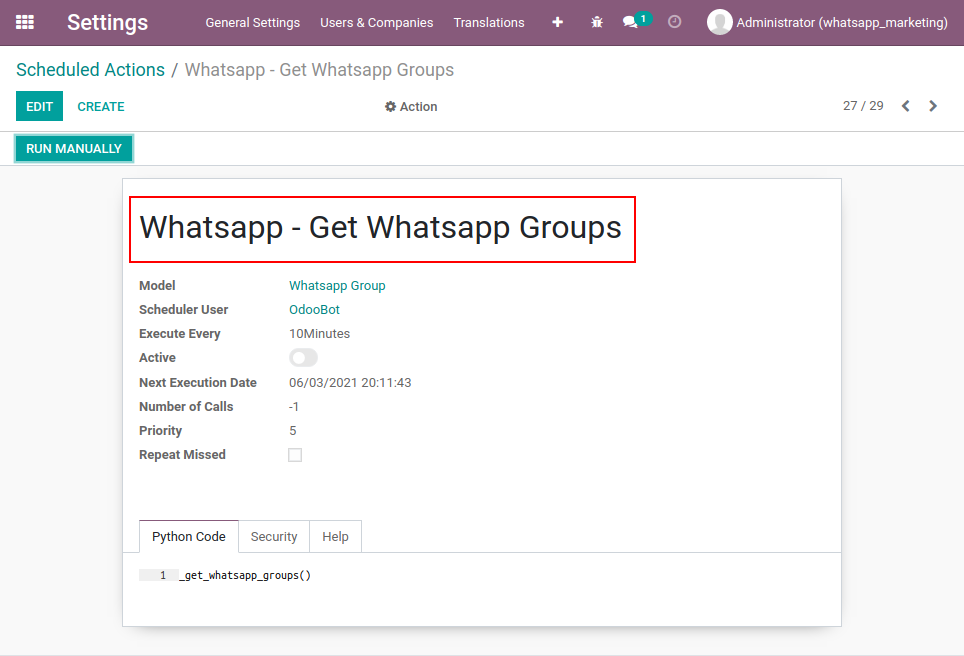 Settings General Settings Users & Companies Translations 1 Administrator (whatsapp_marketing)
Scheduled Actions / Whatsapp - Get Whatsapp Groups
EDIT CREATE Action 27 / 29
RUN MANUALLY
Whatsapp - Get Whatsapp Groups
Model Whatsapp Group
Scheduler User OdooBot
Execute Every 10Minutes
Active
Next Execution Date 06/03/2021 20:11:43
Number of Calls -1
Priority 5
Repeat Missed
Python Code Security Help
1 _get_whatsapp_groups()